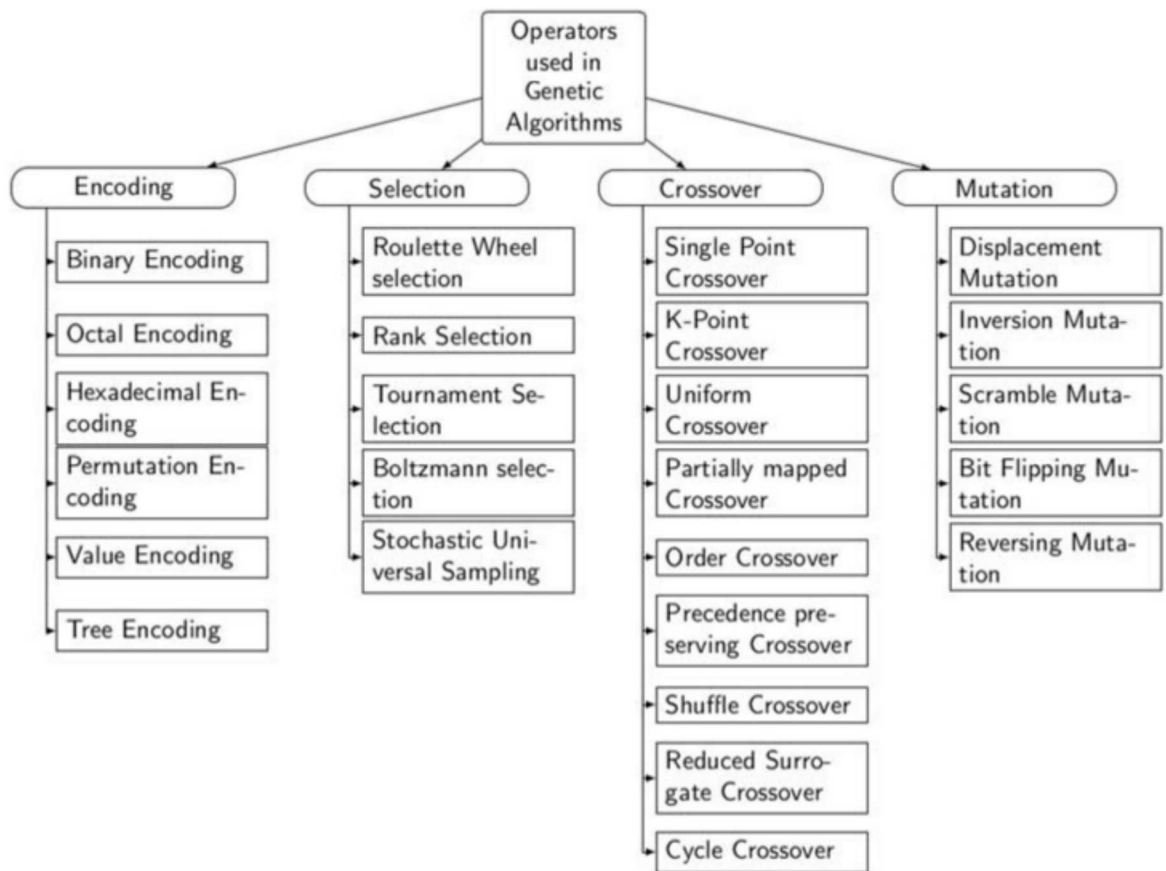 Operators
used in
Genetic
Algorithms
Encoding
Selection
Crossover
Mutation
Binary Encoding
Octal Encoding
Hexadecimal En-
coding
Permutation En-
coding
Value Encoding
Tree Encoding
Roulette Wheel
selection
Rank Selection
Tournament Se-
lection
Boltzmann selec-
tion
Stochastic Uni-
versal Sampling
Single Point
Crossover
K-Point
Crossover
Uniform
Crossover
Partially mapped
Crossover
Order Crossover
Precedence pre-
serving Crossover
Shuffle Crossover
Reduced Surro-
gate Crossover
Cycle Crossover
Displacement
Mutation
Inversion Muta-
tion
Scramble Muta-
tion
Bit Flipping Mu-
tation
Reversing Muta-
tion